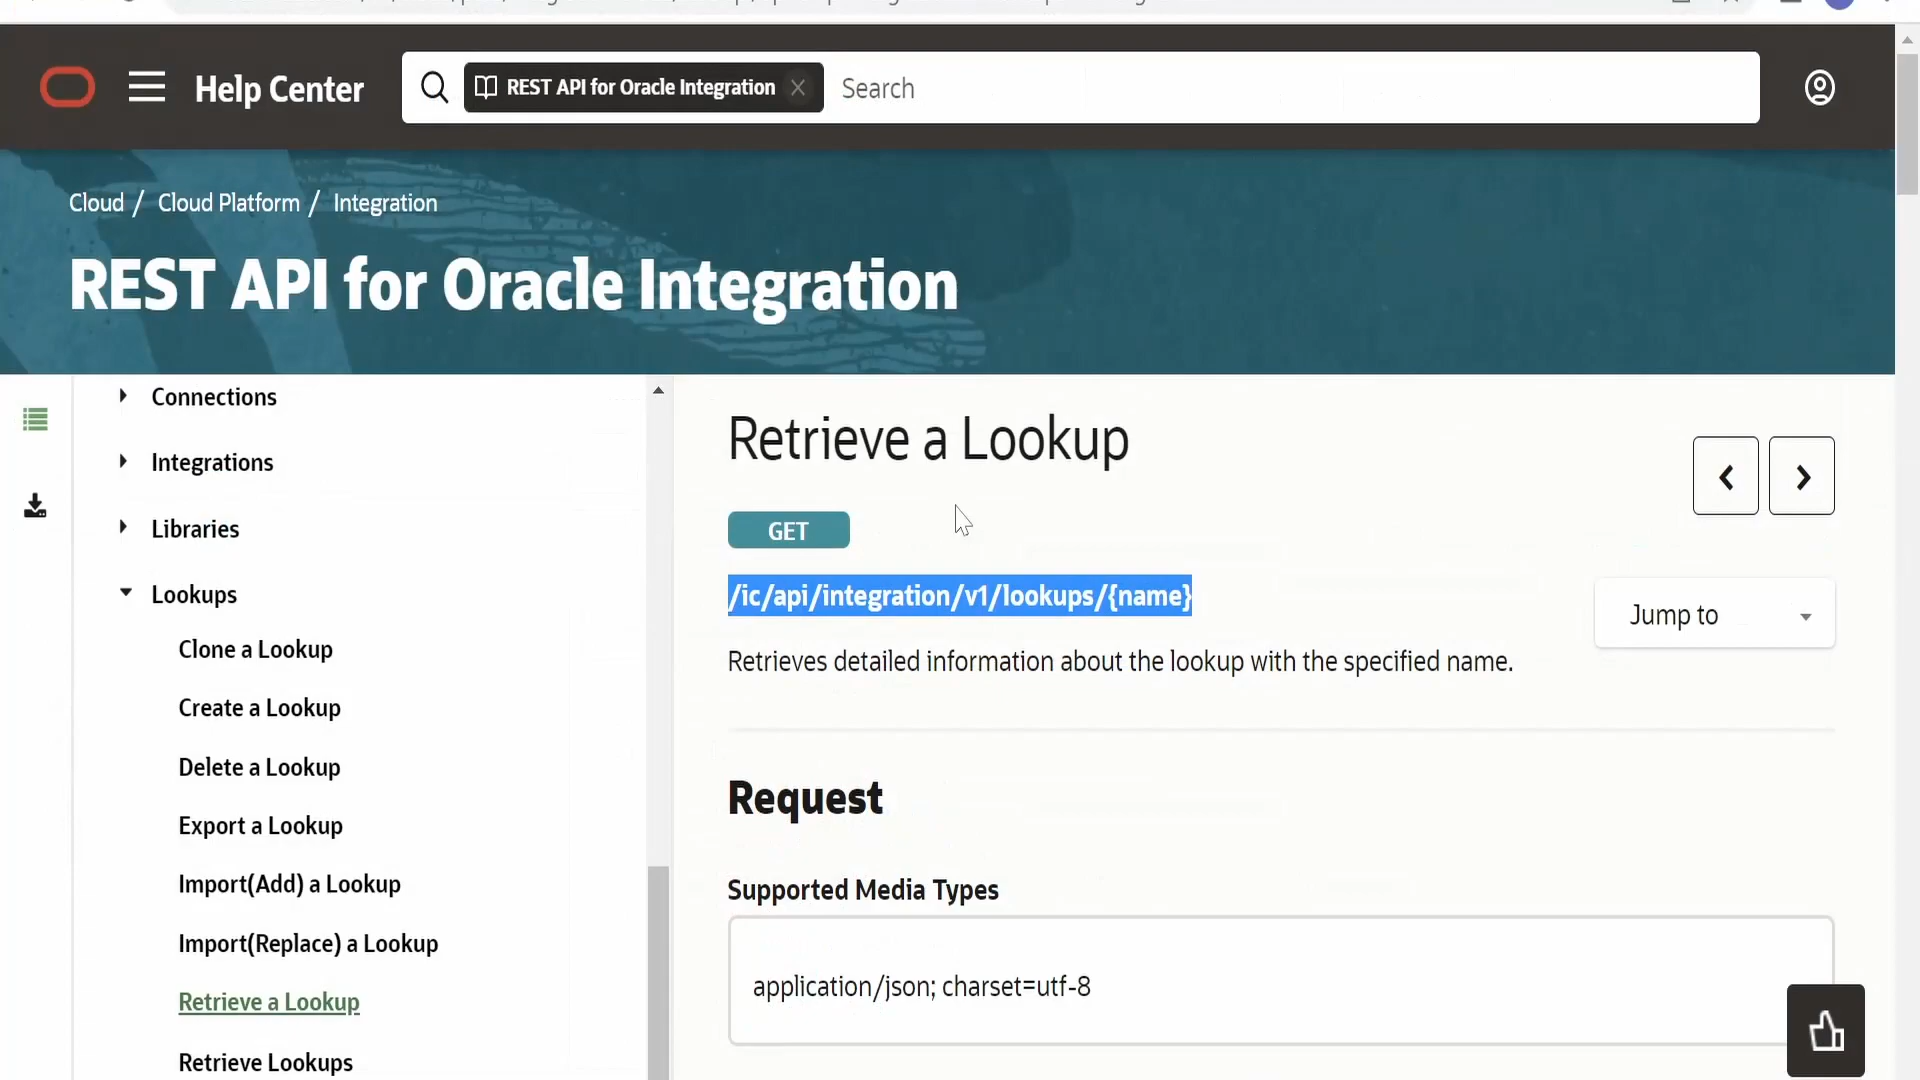 Help Center
REST API for Oracle Integration
Search
Cloud / Cloud Platform / Integration
REST API for Oracle Integration
Connections
Integrations
Libraries
Lookups
Clone a Lookup
Create a Lookup
Delete a Lookup
Export a Lookup
Import(Add) a Lookup
Import(Replace) a Lookup
Retrieve a Lookup
Retrieve Lookups
Retrieve a Lookup
GET
/ic/api/integration/v1/lookups/{name}
Jump to
Retrieves detailed information about the lookup with the specified name.
Request
Supported Media Types
application/json; charset=utf-8